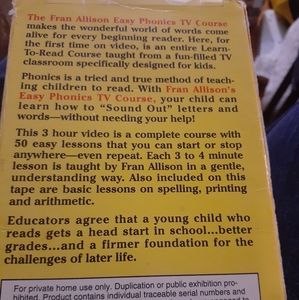 The Fran Allison Easy Phonics TV Course
makes the wonderful world of words come
alive for every beginning reader. Here, for
the first time on video, is an entire Learn-
To-Read Course taught from a fun-filled TV
classroom specifically designed for kids.
Phonics is a tried and true method of teach-
ing children to read. With Fran Allison's
Easy Phonics TV Course, your child can
learn how to "Sound Out" letters and
words—without needing your help!
This 3 hour video is a complete course with
50 easy lessons that you can start or stop
anywhere—even repeat. Each 3 to 4 minute
lesson is taught by Fran Allison in a gentle,
understanding way. Also included on this
tape are basic lessons on spelling, printing
and arithmetic.
Educators agree that a young child who
reads gets a head start in school...better
grades...and a firmer foundation for the
challenges of later life.
For private home use only. Duplication or public exhibition pro-
hibited. Product contains individual traceable serial numbers and